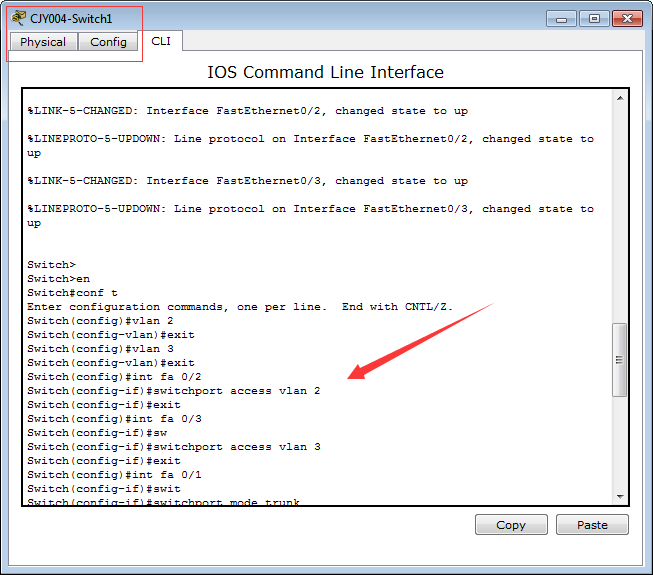 CJY004-Switch1
Physical Config CLI
IOS Command Line Interface
%LINK-5-CHANGED: Interface FastEthernet0/2, changed state to up
%LINEPROTO-5-UPDOWN: Line protocol on Interface FastEthernet0/2, changed state to
up
%LINK-5-CHANGED: Interface FastEthernet0/3, changed state to up
%LINEPROTO-5-UPDOWN: Line protocol on Interface FastEthernet0/3, changed state to
up
Switch>
Switch>en
Switch#conf t
Enter configuration commands, one per line.  End with CNTL/Z.
Switch(config)#vlan 2
Switch(config-vlan)#exit
Switch(config)#vlan 3
Switch(config-vlan)#exit
Switch(config)#int fa 0/2
Switch(config-if)#switchport access vlan 2
Switch(config-if)#exit
Switch(config)#int fa 0/3
Switch(config-if)#sw
Switch(config-if)#switchport access vlan 3
Switch(config-if)#exit
Switch(config)#int fa 0/1
Switch(config-if)#swit
Switch(config-if)#switchport mode trunk
Copy Paste